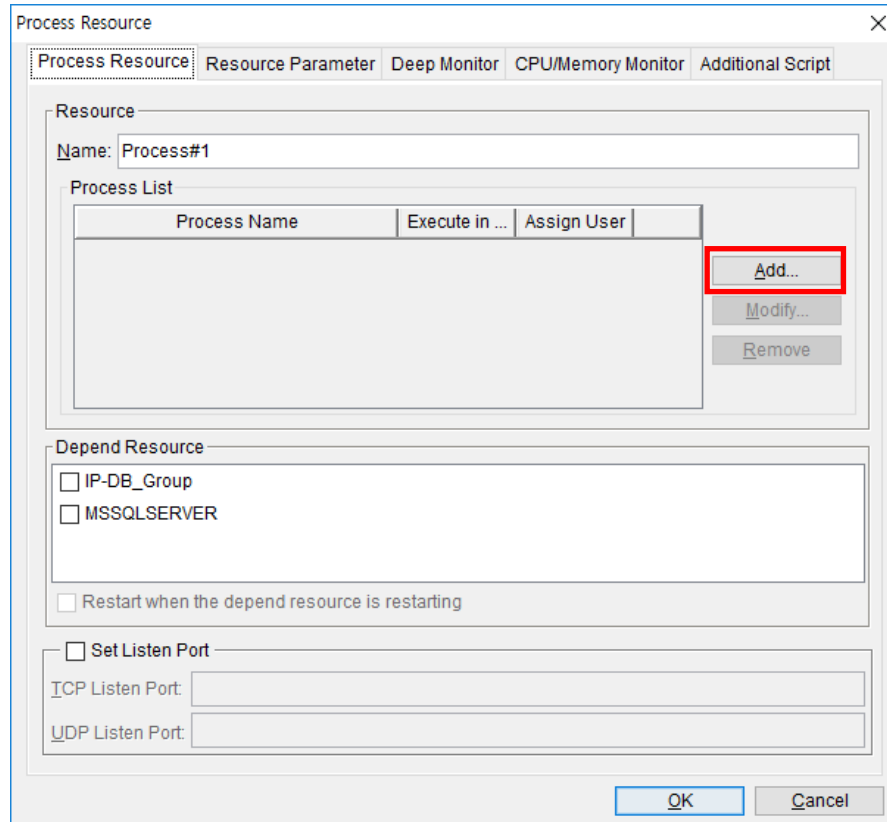 Process Resource
Process Resource Resource Parameter Deep Monitor CPU/Memory Monitor Additional Script
Resource
Name: Process#1
Process List
Process Name Execute in ... Assign User
Add...
Modify...
Remove
Depend Resource
IP-DB_Group
MSSQLSERVER
Restart when the depend resource is restarting
Set Listen Port
TCP Listen Port:
UDP Listen Port:
OK Cancel